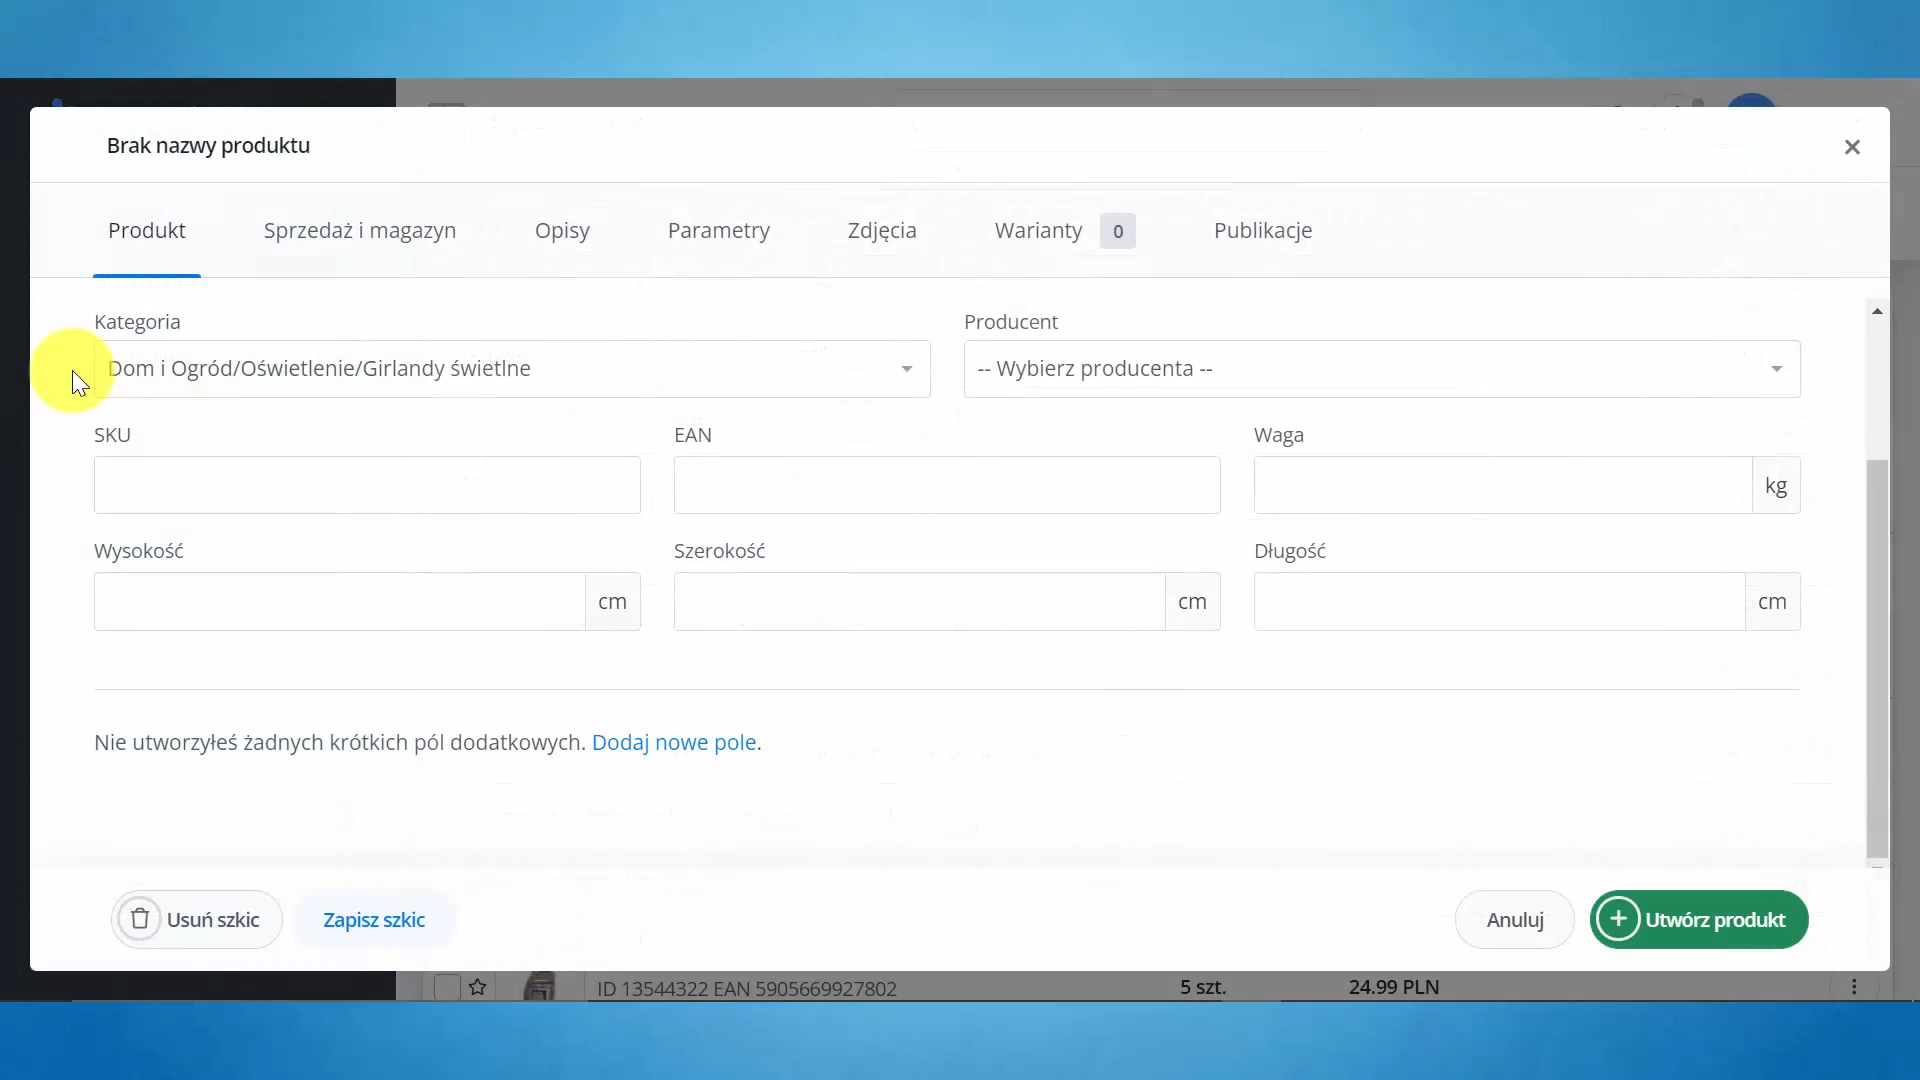 Brak nazwy produktu
Produkt Sprzedaż i magazyn Opisy Parametry Zdjęcia Warianty 0 Publikacje
Kategoria Producent
Dom i Ogród/Oświetlenie/Girlandy świetlne -- Wybierz producenta --
SKU EAN Waga
kg
Wysokość Szerokość Długość
cm cm cm
Nie utworzyłeś żadnych krótkich pól dodatkowych. Dodaj nowe pole.
Usuń szkic Zapisz szkic Anuluj Utwórz produkt
ID 13544322 EAN 5905669927802 5 szt. 24.99 PLN